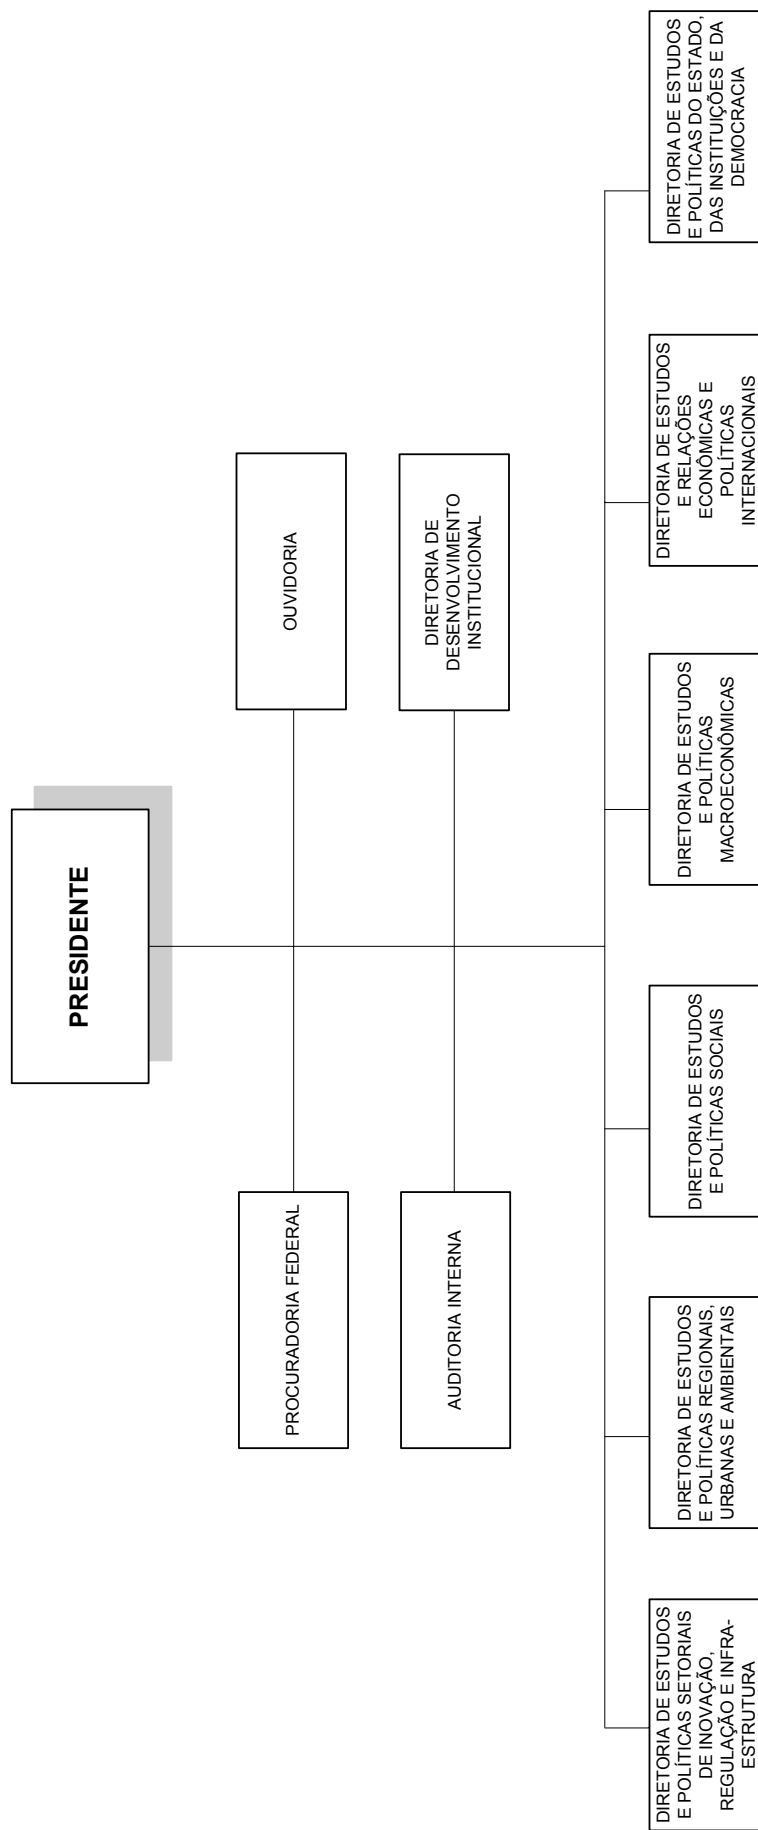 PRESIDENTE
PROCURADORIA FEDERAL
OUVIDORIA
AUDITORIA INTERNA
DIRETORIA DE
DESENVOLVIMENTO
INSTITUCIONAL
DIRETORIA DE ESTUDOS
E POLÍTICAS SETORIAIS
DE INOVAÇÃO,
REGULAÇÃO E INFRA-
ESTRUTURA
DIRETORIA DE ESTUDOS
E POLÍTICAS REGIONAIS,
URBANAS E AMBIENTAIS
DIRETORIA DE ESTUDOS
E POLÍTICAS SOCIAIS
DIRETORIA DE ESTUDOS
E POLÍTICAS
MACROECONÔMICAS
DIRETORIA DE ESTUDOS
E RELAÇÕES
ECONÔMICAS E
POLÍTICAS
INTERNACIONAIS
DIRETORIA DE ESTUDOS
E POLÍTICAS DO ESTADO,
DAS INSTITUIÇÕES E DA
DEMOCRACIA